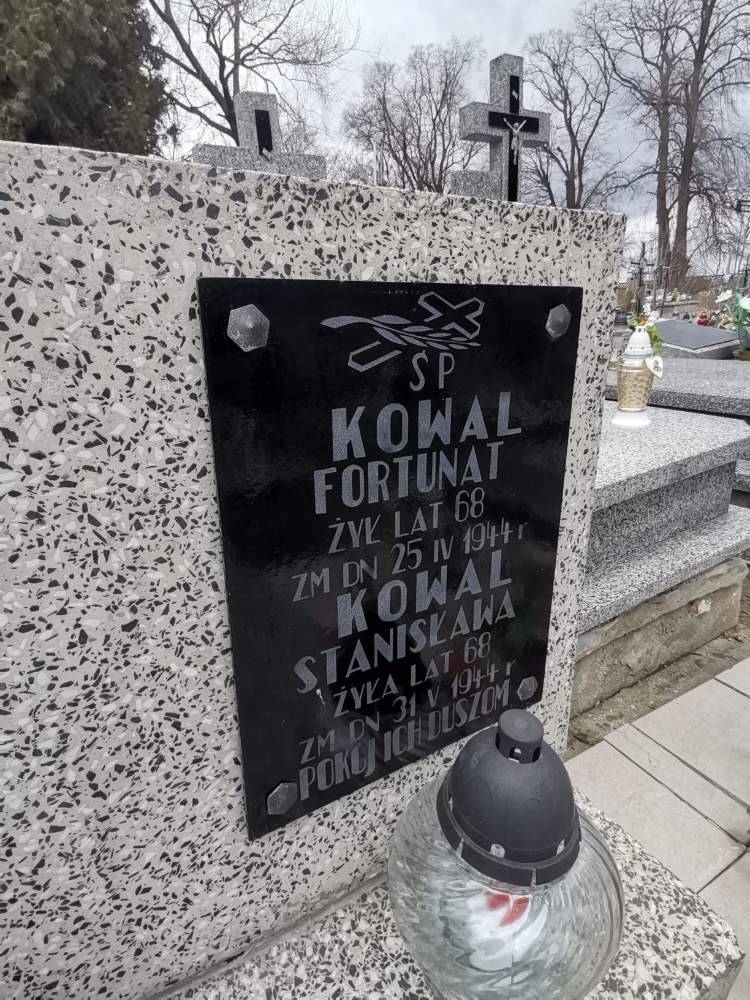 ŚP
KOWAL
FORTUNAT
ŻYŁ LAT 68
ZM DN 25 IV 1944 r
KOWAL
STANISŁAWA
ŻYŁA LAT 68
ZM DN 31 V 1944 r
POKÓJ ICH DUSZOM